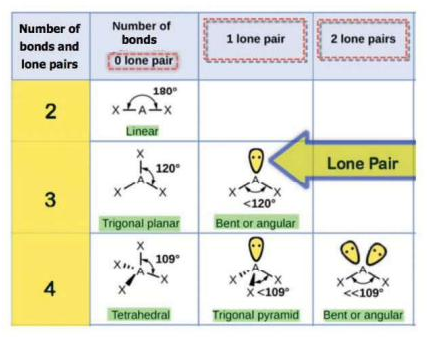 Number of
bonds and
lone pairs
Number of
bonds
0 lone pair
1 lone pair
2 lone pairs
2
180°
X A X
Linear
3
X
120°
A
X X
Trigonal planar
A
X X
<120°
Bent or angular
Lone Pair
4
X
109°
X A
X
X
Tetrahedral
A
X X
X <109°
Trigonal pyramid
A
X X
<<109°
Bent or angular